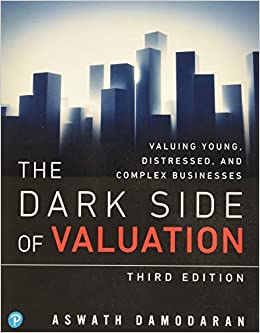 VALUING YOUNG,
DISTRESSED, AND
COMPLEX BUSINESSES
THE
DARK SIDE
OF VALUATION
THIRD EDITION
P
ASWATH DAMODARAN